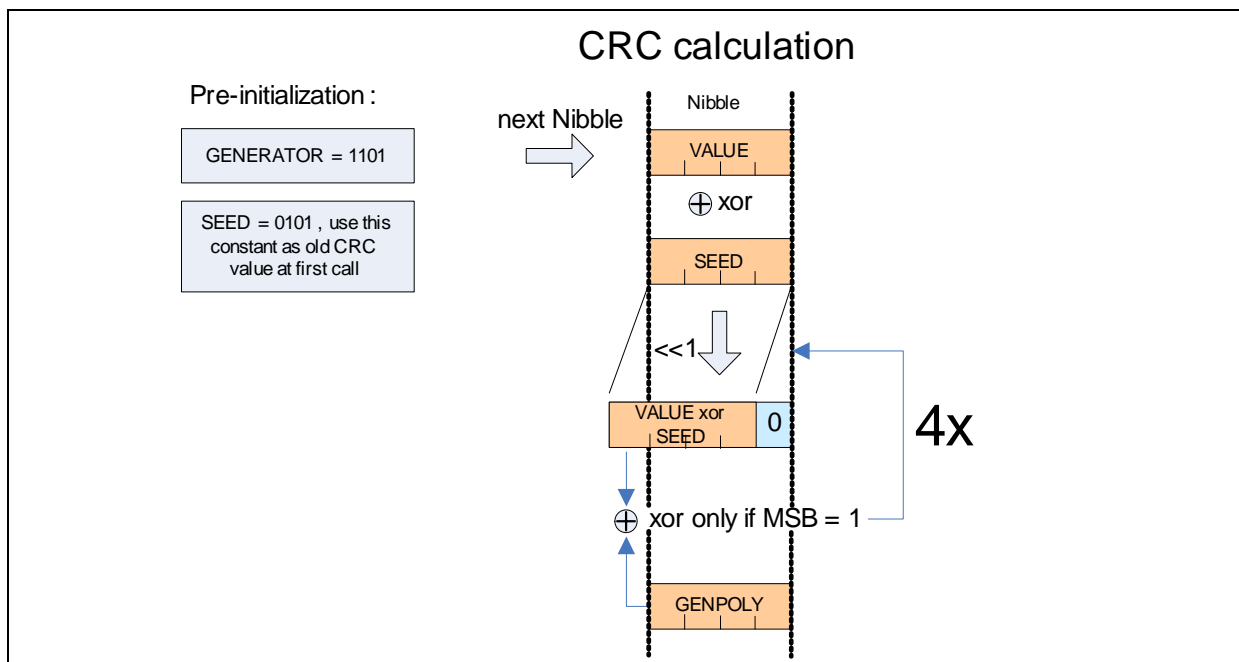 CRC calculation
Pre-initialization :
GENERATOR = 1101
SEED = 0101 , use this
constant as old CRC
value at first call
next Nibble
Nibble
VALUE
xor
SEED
<<1
VALUE xor
SEED
0
4x
xor only if MSB = 1
GENPOLY